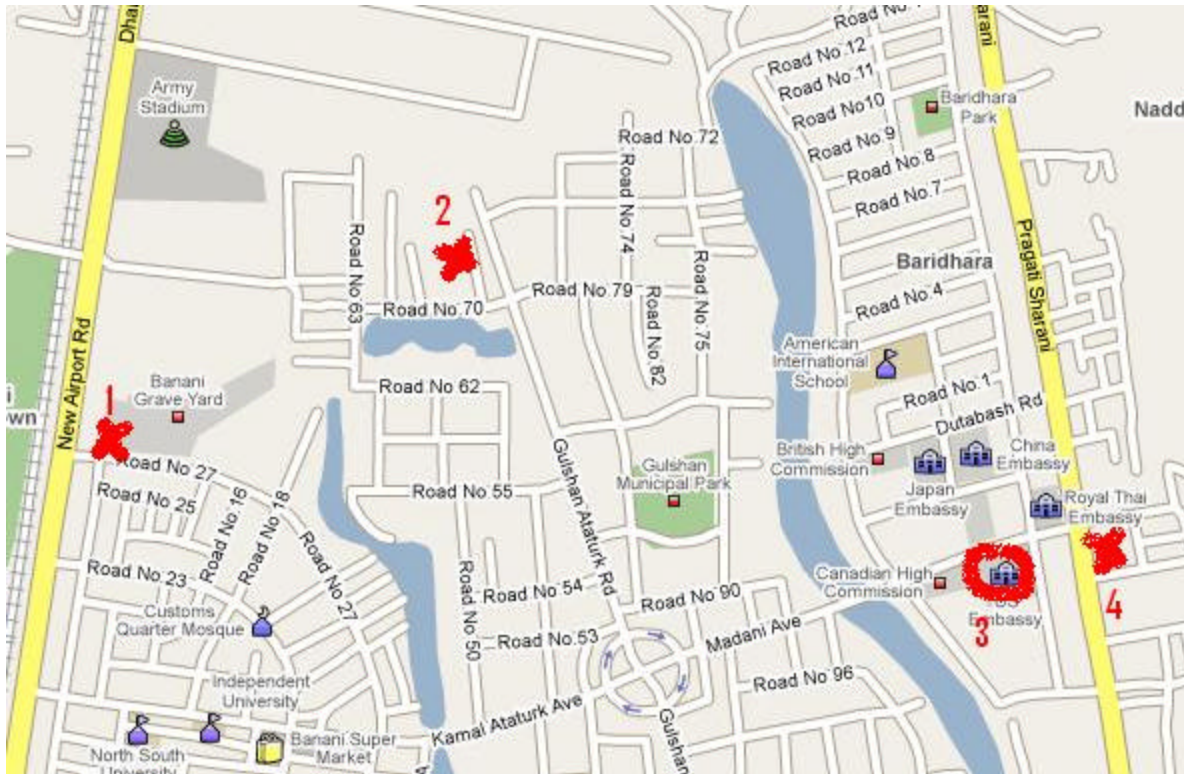 Dha
Army
Stadium
New Airport Rd
Banani
Grave Yard
1
2
3
4
Road No 27
Road No 25
Road No 16
Road No 18
Road No 27
Road No 23
Customs
Quarter Mosque
Independent
University
North South
University
Banani Super
Market
Road No 63
Road No 70
Road No 62
Road No 55
Road No 50
Road No 54
Road No 53
Road No 72
Road No 74
Road No 79
Road No 82
Road No 75
Gulshan
Municipal Park
Gulshan Ataturk Rd
Road No 90
Madani Ave
Road No 96
Kamal Ataturk Ave
Gulshan
Road No 12
Road No 11
Road No10
Road No 9
Road No 8
Road No 7
Baridhara
Park
Nadd
Baridhara
Road No 4
American
International
School
Road No 1
Dutabash Rd
British High
Commission
Japan
Embassy
China
Embassy
Royal Thai
Embassy
Canadian High
Commission
US
Embassy
Pragati Sharani
arani
own